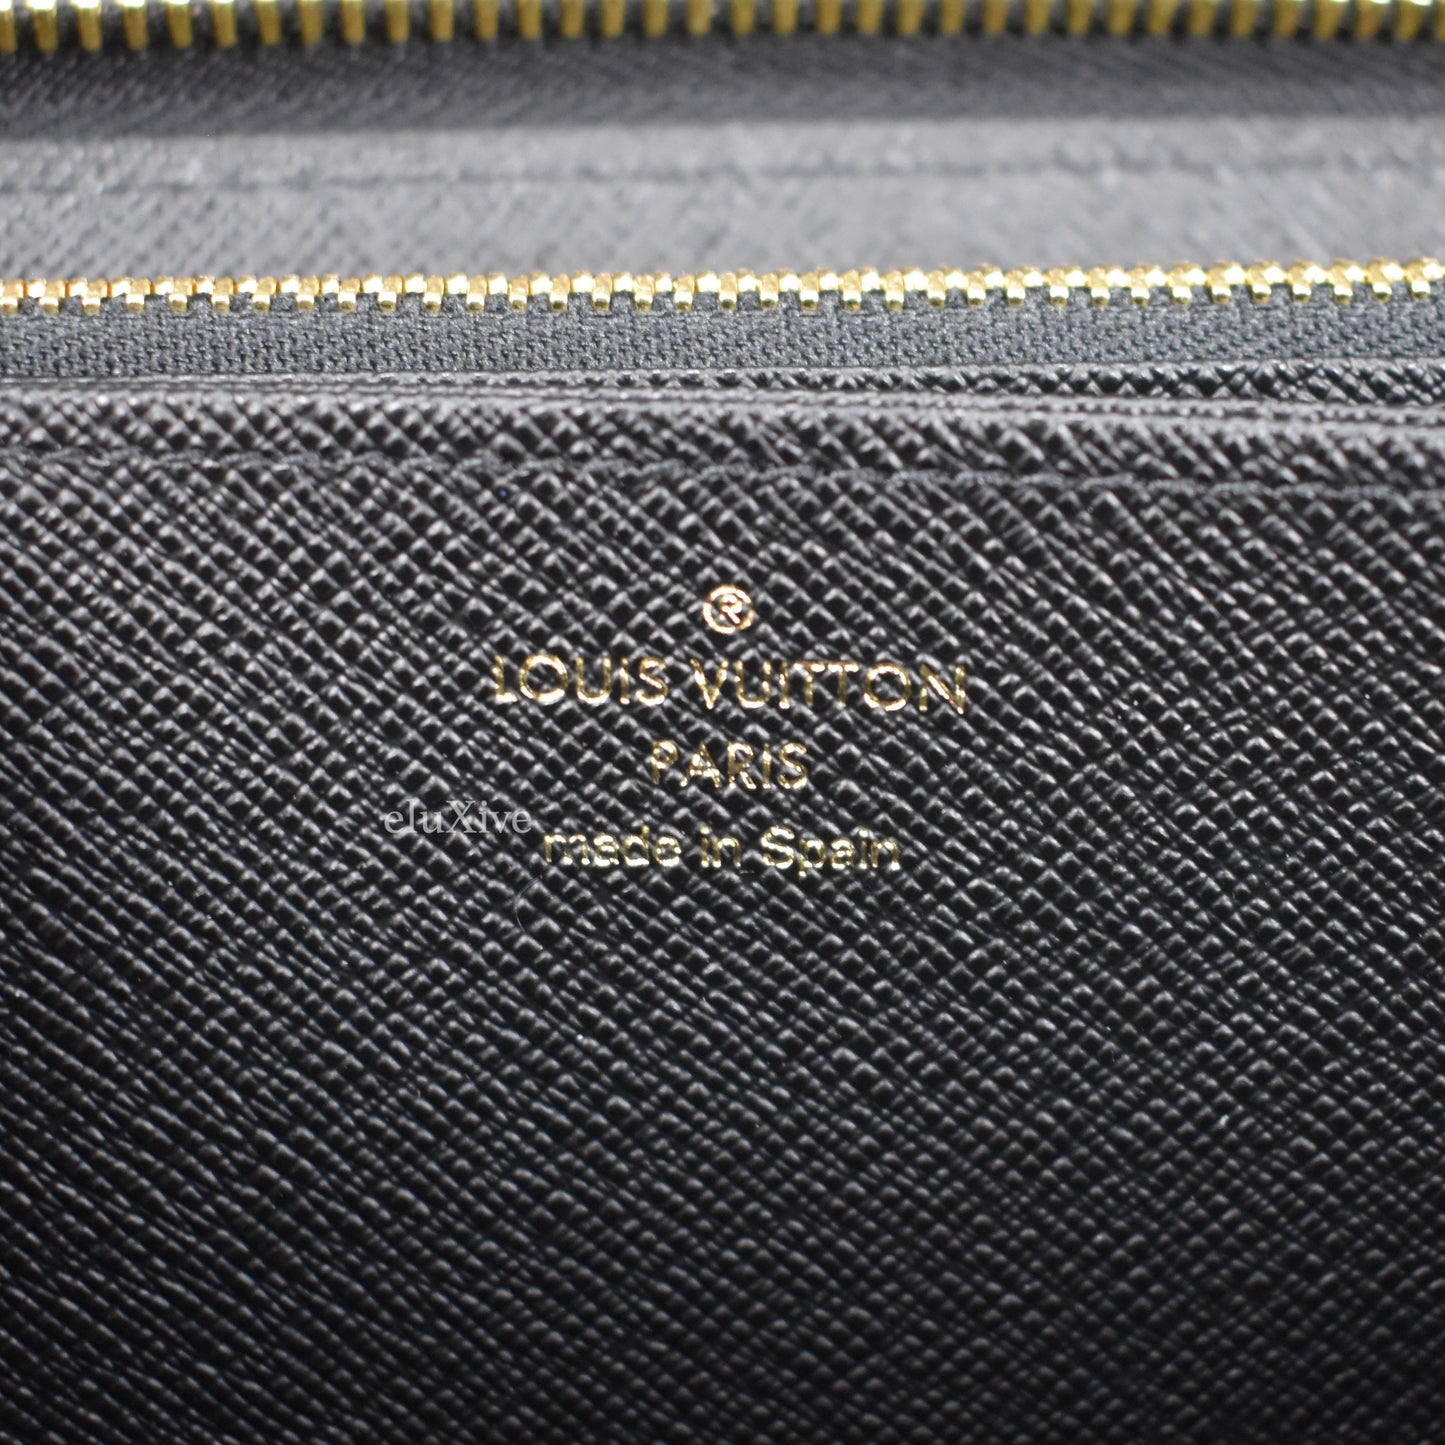 ®
LOUIS VUITTON
PARIS
eluXive
made in Spain